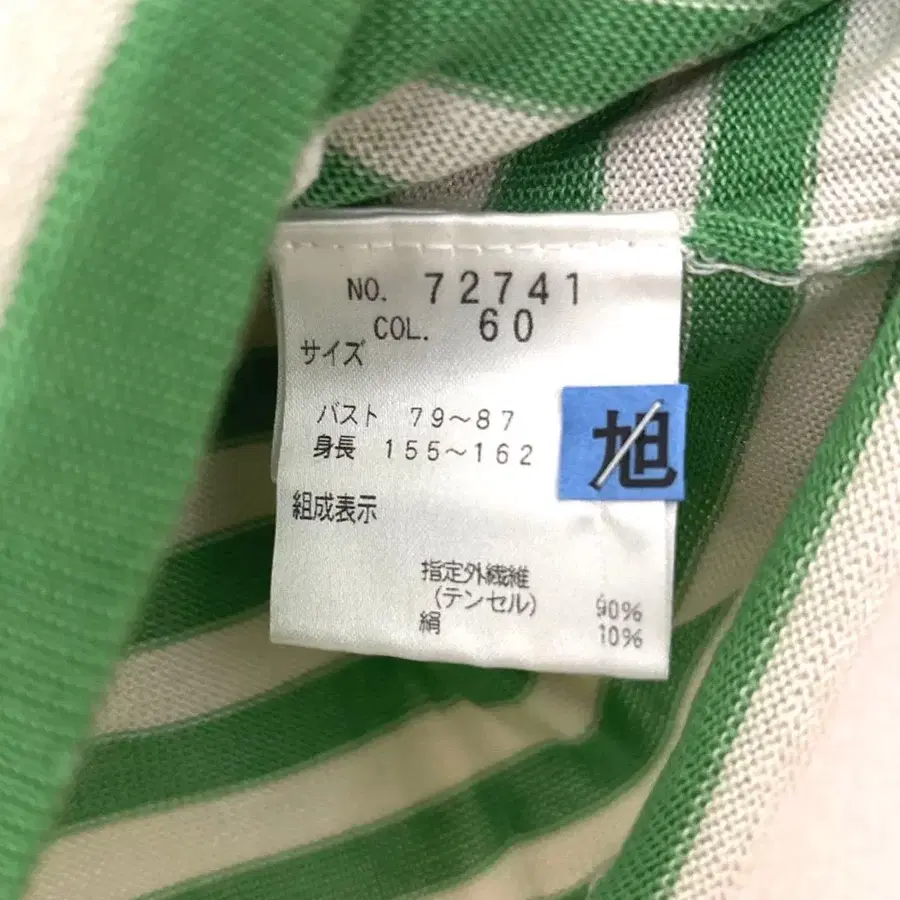 NO. 72741
COL. 60
サイズ
バスト 79～87
身長 155～162
旭
組成表示
指定外繊維
(テンセル) 90%
絹 10%